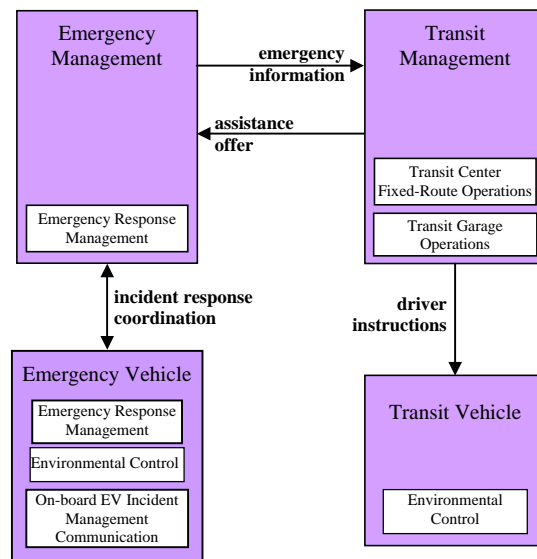 Emergency
Management
emergency
information
Transit
Management
assistance
offer
Transit Center
Fixed-Route Operations
Emergency Response
Management
Transit Garage
Operations
incident response
coordination
driver
instructions
Emergency Vehicle
Emergency Response
Management
Environmental Control
On-board EV Incident
Management
Communication
Transit Vehicle
Environmental
Control